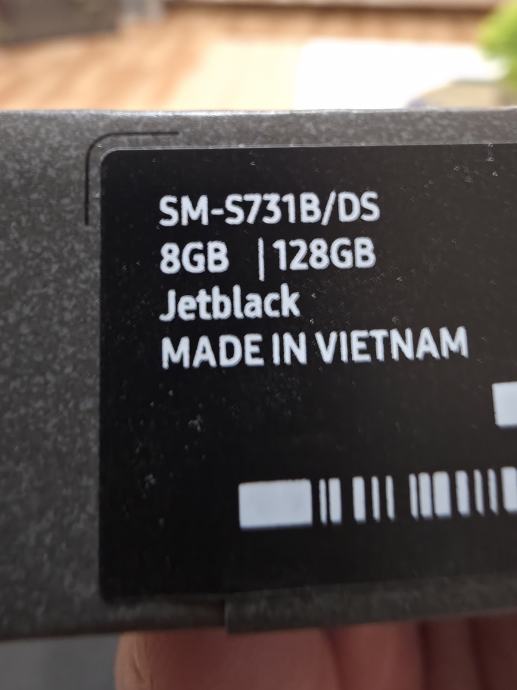 SM-S731B/DS
8GB | 128GB
Jetblack
MADE IN VIETNAM